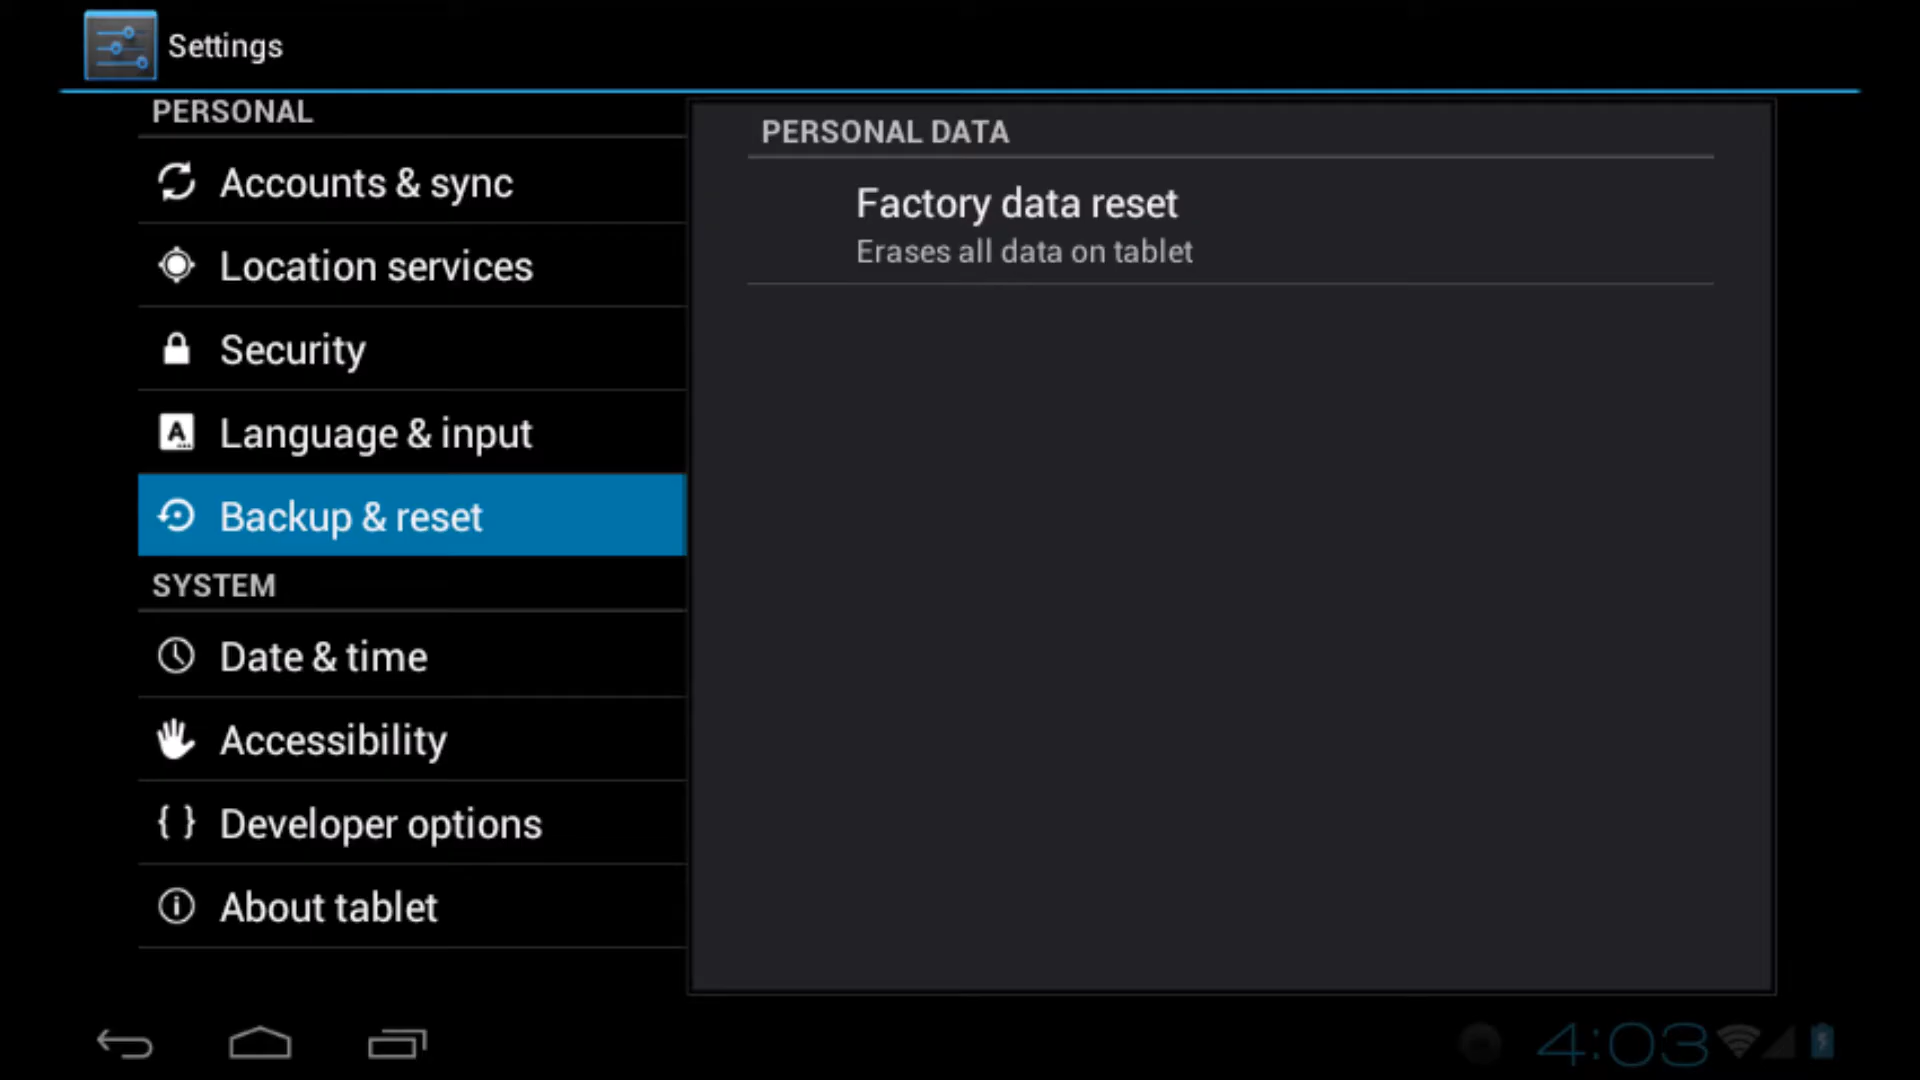 Settings
PERSONAL
Accounts & sync
Location services
Security
Language & input
Backup & reset
SYSTEM
Date & time
Accessibility
Developer options
About tablet
PERSONAL DATA
Factory data reset
Erases all data on tablet
4:03